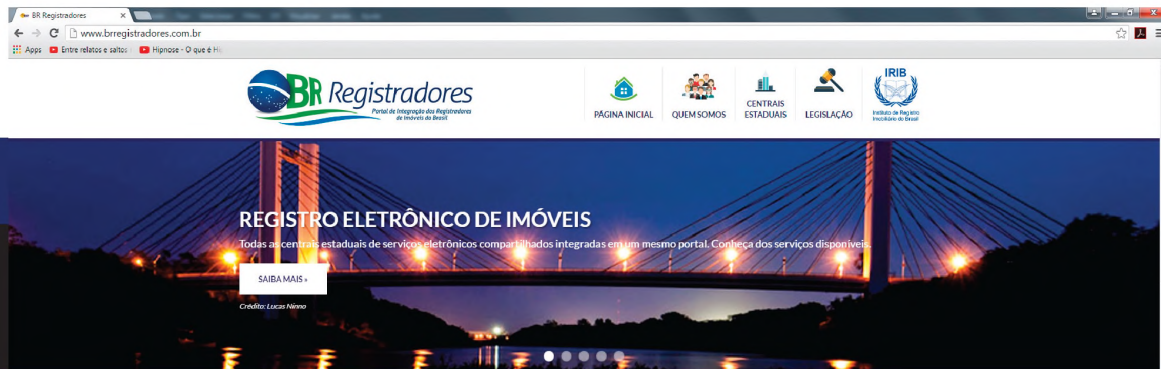 BR Registradores
www.brregistradores.com.br
Apps Entre relatos e saltos Hipnose - O que é Hi
BR Registradores
Portal de Integração dos Registradores
de Imóveis do Brasil
PÁGINA INICIAL
QUEM SOMOS
CENTRAIS
ESTADUAIS
LEGISLAÇÃO
IRIB
Instituto de Registro
Imobiliário do Brasil
REGISTRO ELETRÔNICO DE IMÓVEIS
Todas as centrais estaduais de serviços eletrônicos compartilhados integradas em um mesmo portal. Conheça dos serviços disponíveis.
SAIBA MAIS »
Crédito: Lucas Ninno